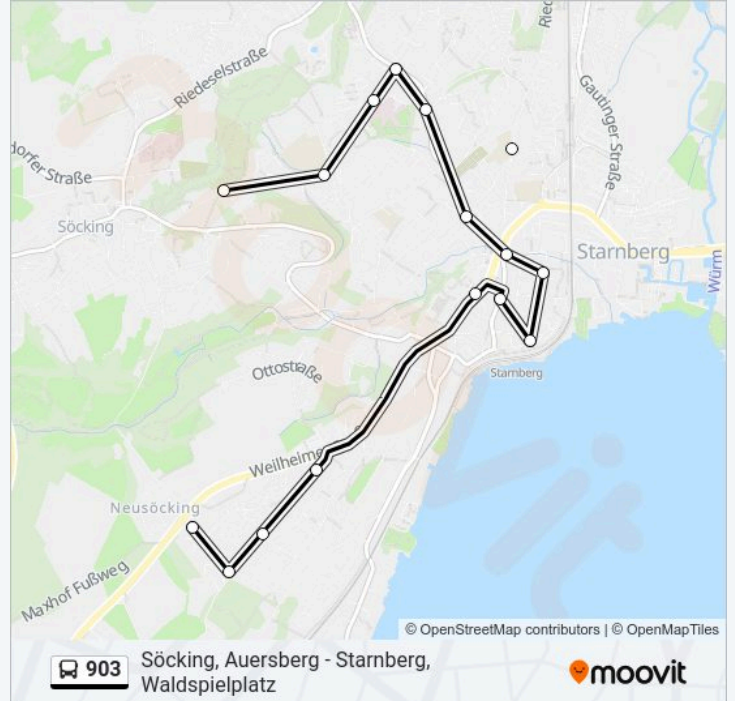 Ried
Riedeselstraße
Gautinger Straße
dorfer Straße
Söcking
Starnberg
Würm
Ottostraße
Starnberg
Weilheime
Neusöcking
Maxhof Fußweg
© OpenStreetMap contributors | © OpenMapTiles
903
Söcking, Auersberg - Starnberg,
Waldspielplatz
moovit